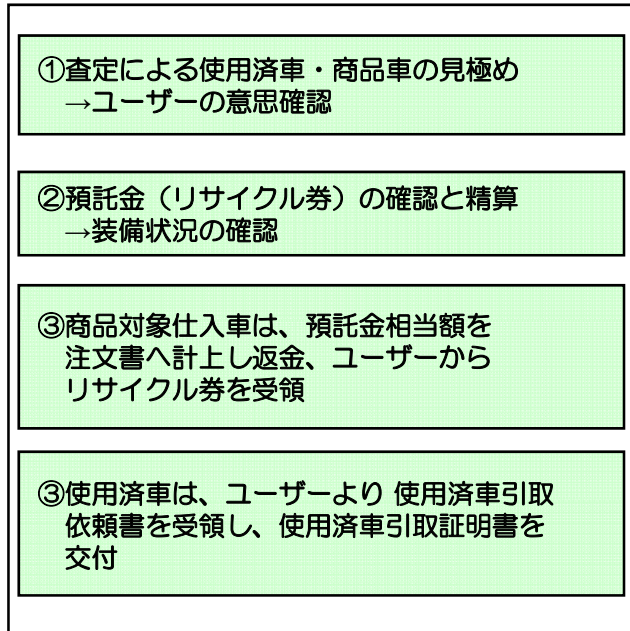 ①査定による使用済車・商品車の見極め
→ユーザーの意思確認
②預託金（リサイクル券）の確認と精算
→装備状況の確認
③商品対象仕入車は、預託金相当額を
注文書へ計上し返金、ユーザーから
リサイクル券を受領
③使用済車は、ユーザーより 使用済車引取
依頼書を受領し、使用済車引取証明書を
交付